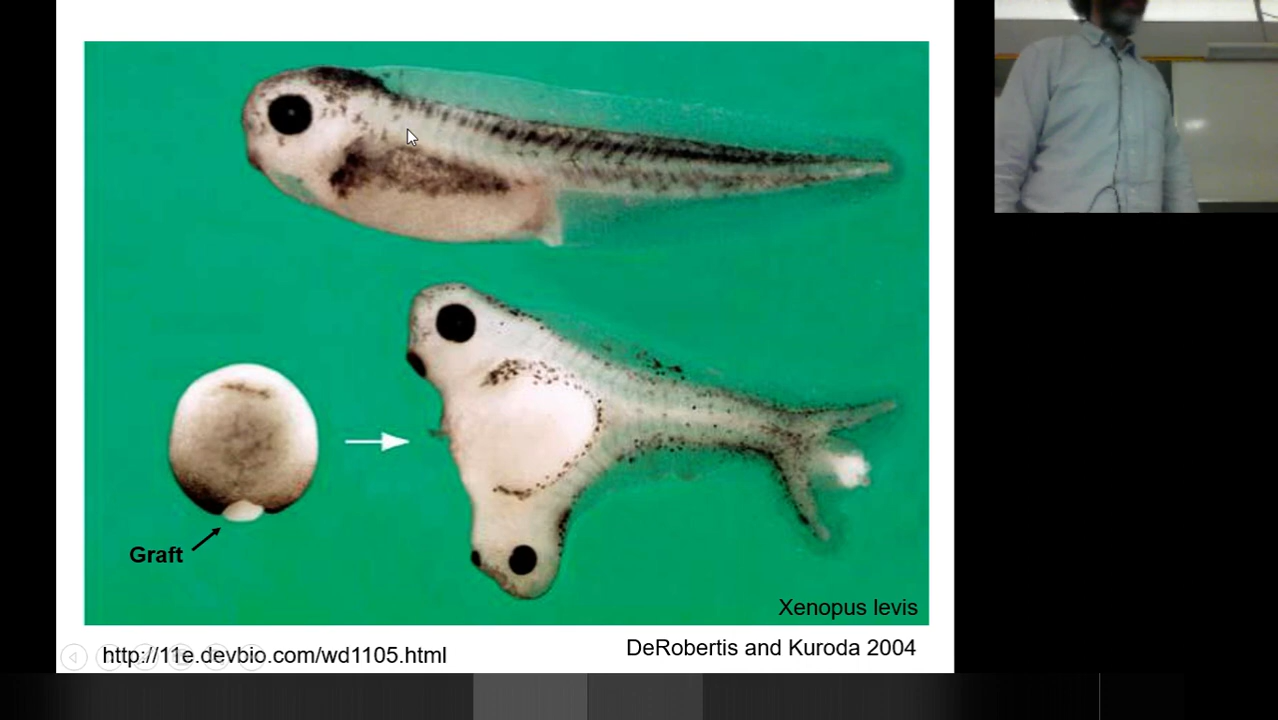 Graft
Xenopus levis
http://11e.devbio.com/wd1105.html
DeRobertis and Kuroda 2004